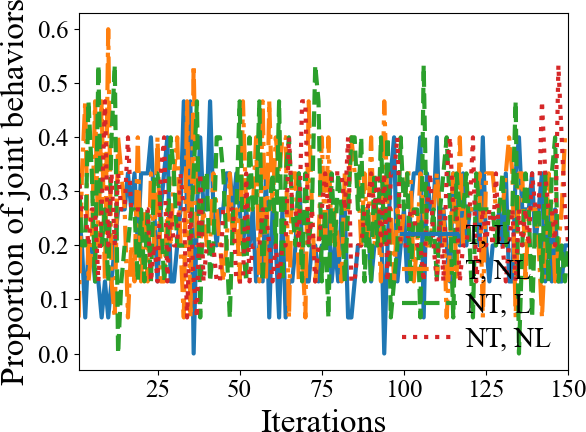 Proportion of joint behaviors
0.6
0.5
0.4
0.3
0.2
0.1
0.0
T, L
T, NL
NT, L
NT, NL
25 50 75 100 125 150
Iterations